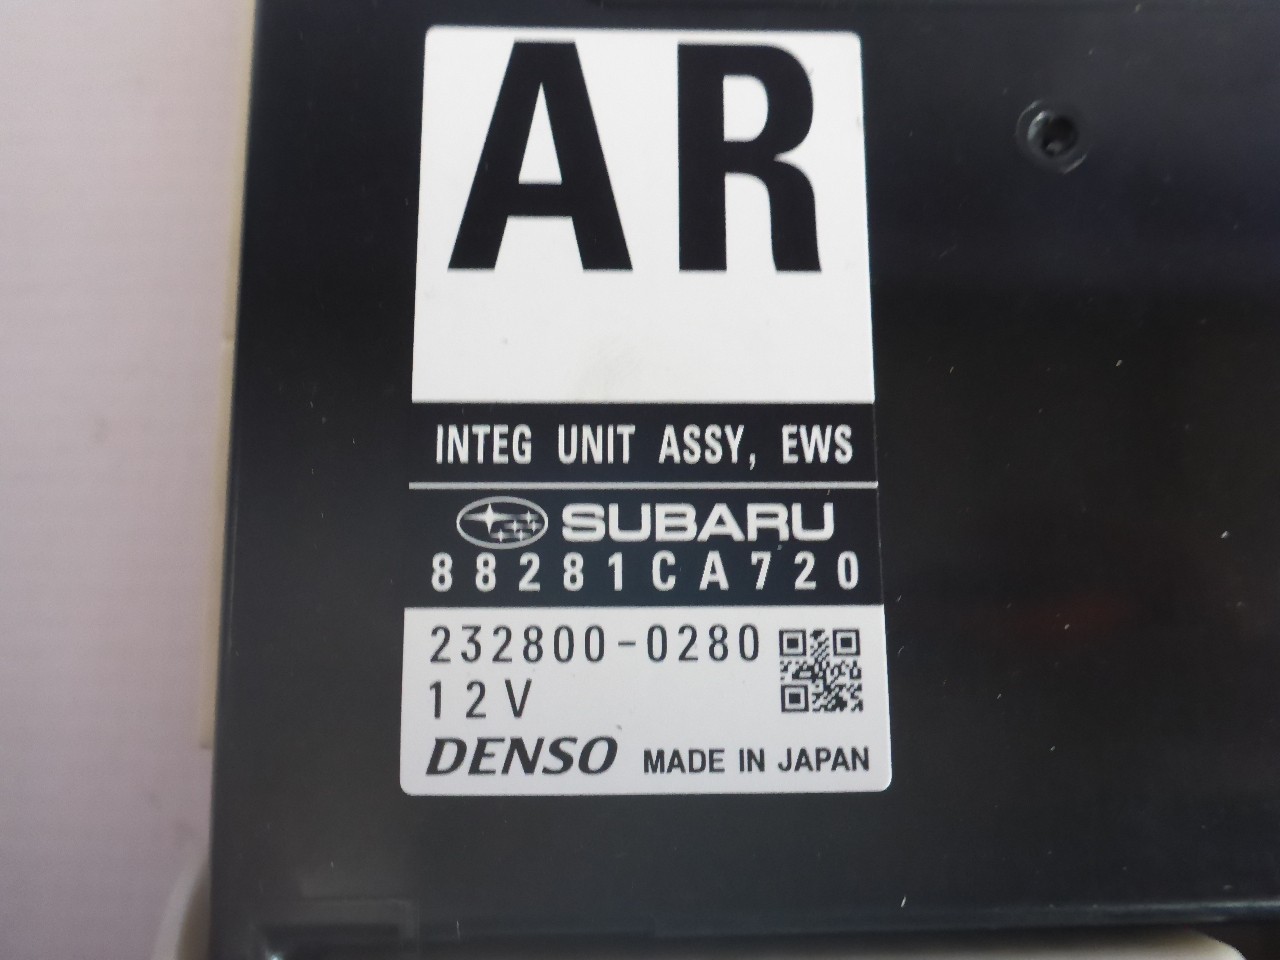 AR
INTEG UNIT ASSY, EWS
SUBARU
88281CA720
232800-0280
12V
DENSO MADE IN JAPAN